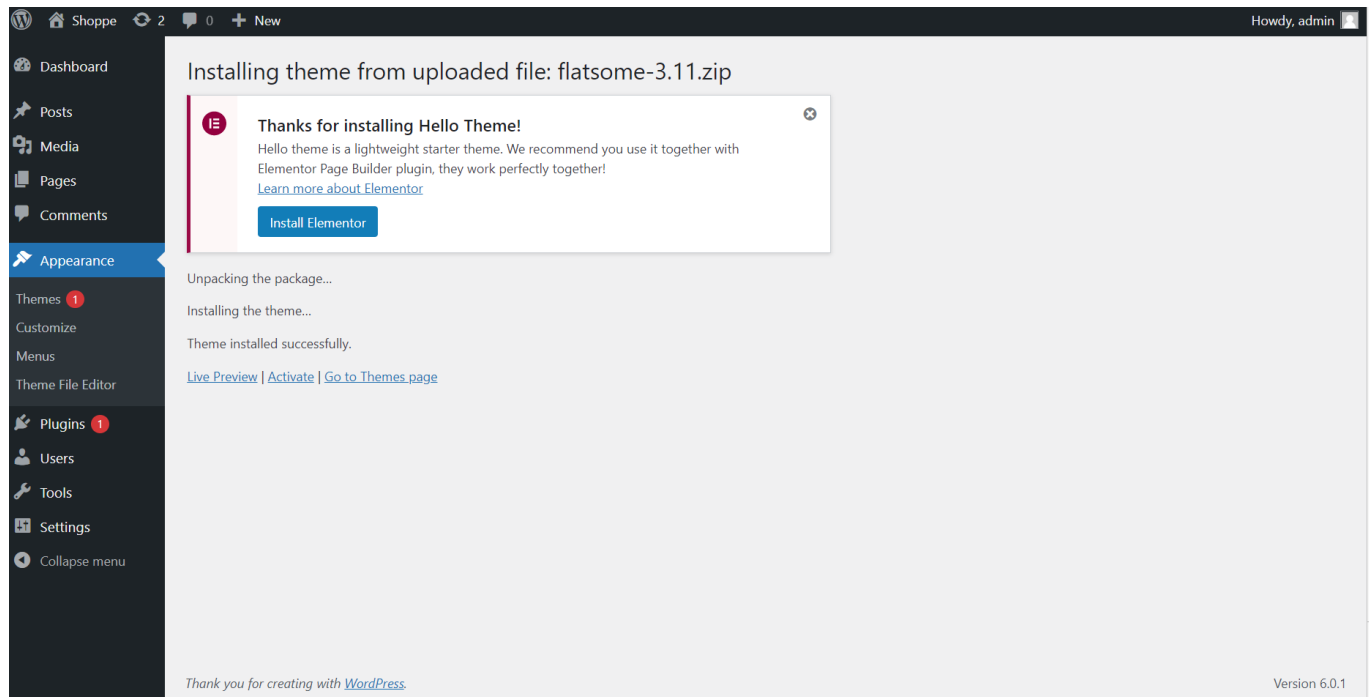 Shoppe 2 0 + New Howdy, admin
Dashboard
Posts
Media
Pages
Comments
Appearance
Themes 1
Customize
Menus
Theme File Editor
Plugins 1
Users
Tools
Settings
Collapse menu
Installing theme from uploaded file: flatsome-3.11.zip
Thanks for installing Hello Theme!
Hello theme is a lightweight starter theme. We recommend you use it together with
Elementor Page Builder plugin, they work perfectly together!
Learn more about Elementor
Install Elementor
Unpacking the package...
Installing the theme...
Theme installed successfully.
Live Preview | Activate | Go to Themes page
Thank you for creating with WordPress.
Version 6.0.1